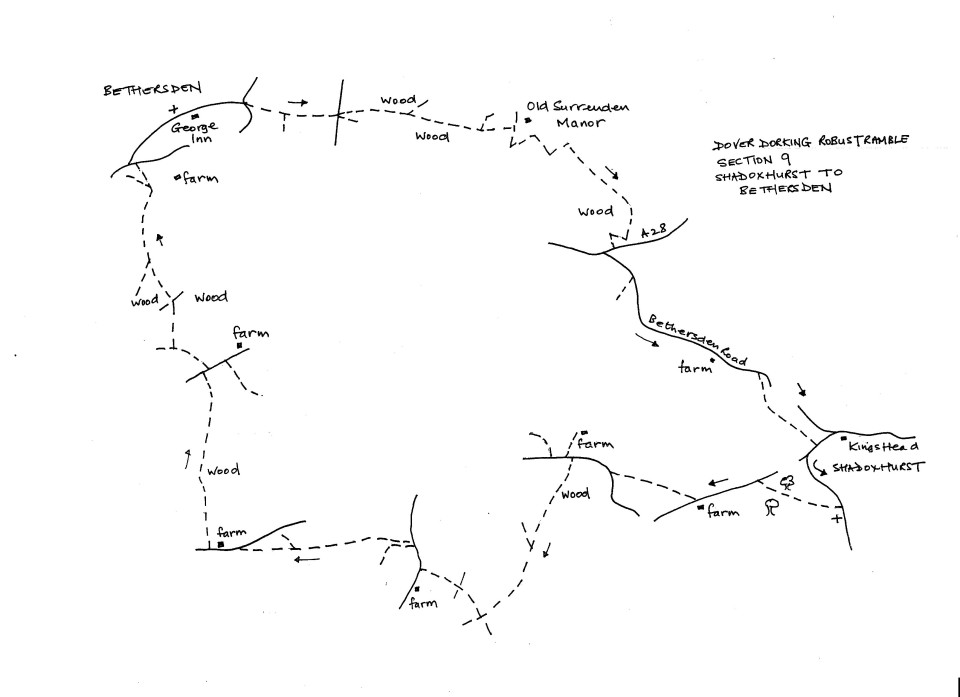 BETHERSDEN
George
Inn
farm
wood
wood
Old Surrenden
Manor
DOVER DORKING ROBUSTRAMBLE
SECTION 9
SHADOXHURST TO
BETHERSDEN
wood
A28
Bethersden Road
farm
Kings Head
SHADOXHURST
farm
wood
farm
farm
farm
wood
farm
wood
wood